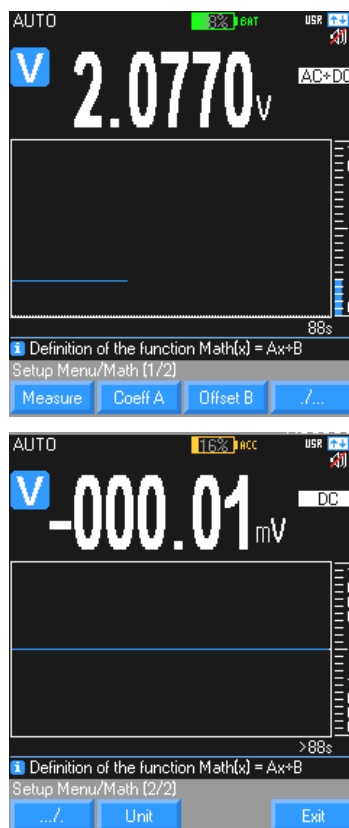 AUTO BAT USR
V 2.0770 V AC+DC
88s
i Definition of the function Math(x) = Ax+B
Setup Menu/Math (1/2)
Measure Coeff A Offset B ./...
AUTO 16% ACC USR
V -000.01 mV DC
>88s
i Definition of the function Math(x) = Ax+B
Setup Menu/Math (2/2)
.../. Unit Exit